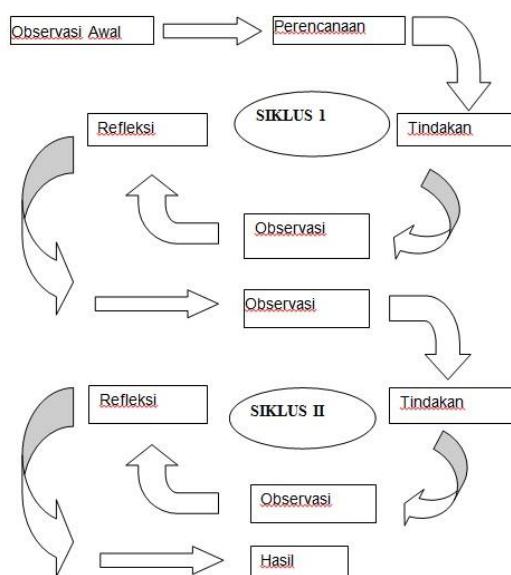 Observasi Awal
Perencanaan
Refleksi
SIKLUS 1
Tindakan
Observasi
Observasi
Refleksi
SIKLUS II
Tindakan
Observasi
Hasil